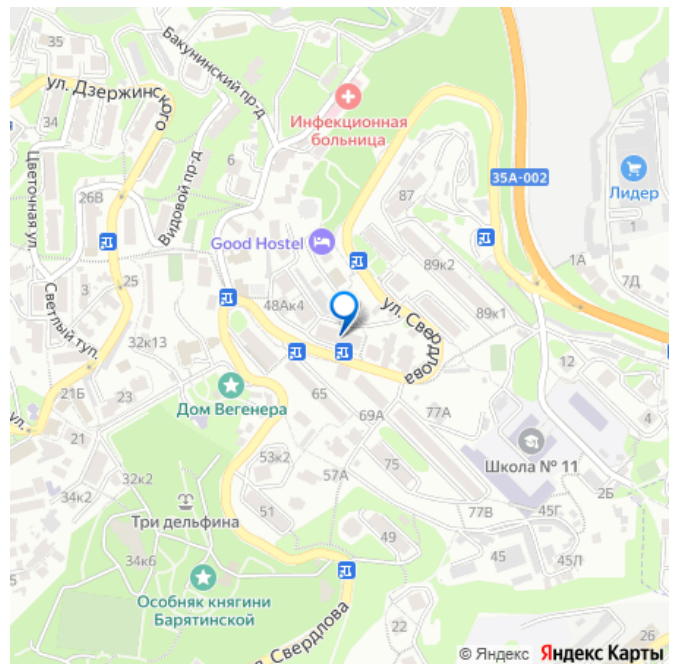 35
33
Бакунинский пр-д
ул. Дзержинского
Инфекционная
больница
34
6
Цветочная ул.
26В
Видовой пр-д
87
35А-002
Лидер
1
Good Hostel
89к2
1А
7Д
3
25
48Ак4
ул. Свердлова
89к1
Светлый туп.
32к13
12
65
21Б
23
Дом Вегенера
69А
77А
4
ул.
21
53к2
Школа № 11
32к2
57А
75
2Б
34к2
Три дельфина
51
77В
45Г
49
45
45Л
34к6
Особняк княгини
Барятинской
л. Свердлова
22
26
© Яндекс Яндекс Карты